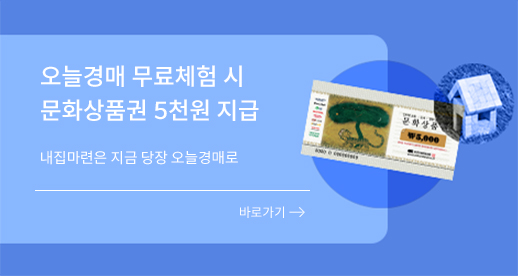 오늘경매 무료체험 시
문화상품권 5천원 지급
내집마련은 지금 당장 오늘경매로
바로가기 →
문화상품
₩5,000